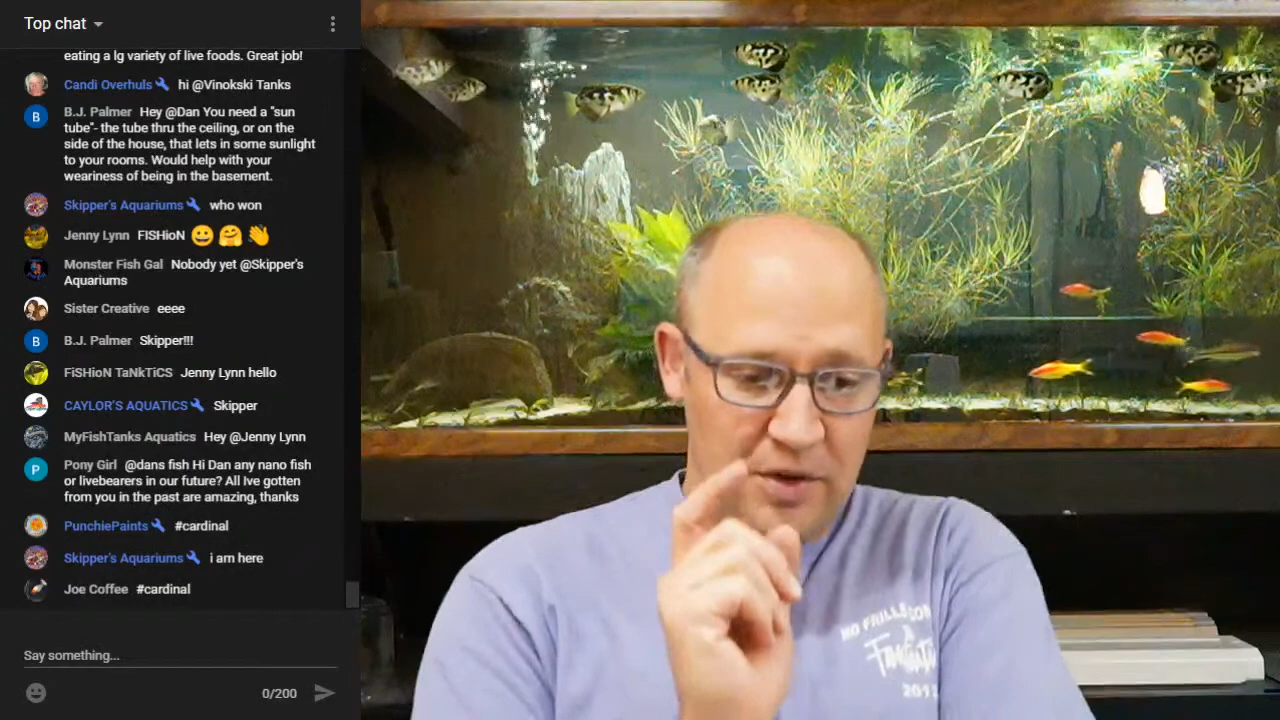 Top chat
eating a lg variety of live foods. Great job!
Candi Overhuls hi @Vinokski Tanks
B
B.J. Palmer Hey @Dan You need a "sun
tube"- the tube thru the ceiling, or on the
side of the house, that lets in some sunlight
to your rooms. Would help with your
weariness of being in the basement.
Skipper's Aquariums who won
Jenny Lynn FISHioN 😀 🤗 👏
Monster Fish Gal Nobody yet @Skipper's
Aquariums
Sister Creative eeee
B
B.J. Palmer Skipper!!!
FiSHioN TaNkTiCS Jenny Lynn hello
CAYLOR'S AQUATICS Skipper
MyFishTanks Aquatics Hey @Jenny Lynn
P
Pony Girl @dans fish Hi Dan any nano fish
or livebearers in our future? All Ive gotten
from you in the past are amazing, thanks
PunchiePaints #cardinal
Skipper's Aquariums i am here
Joe Coffee #cardinal
Say something...
0/200
NO FRILLS